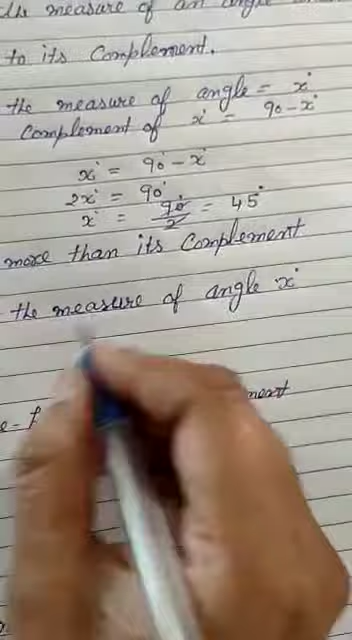 the measure of an angle
to its complement.
the measure of angle = x°
Complement of x° = 90 - x°
x° = 90° - x°
2x° = 90°
x° = 90°/2 = 45°
more than its Complement
the measure of angle x°